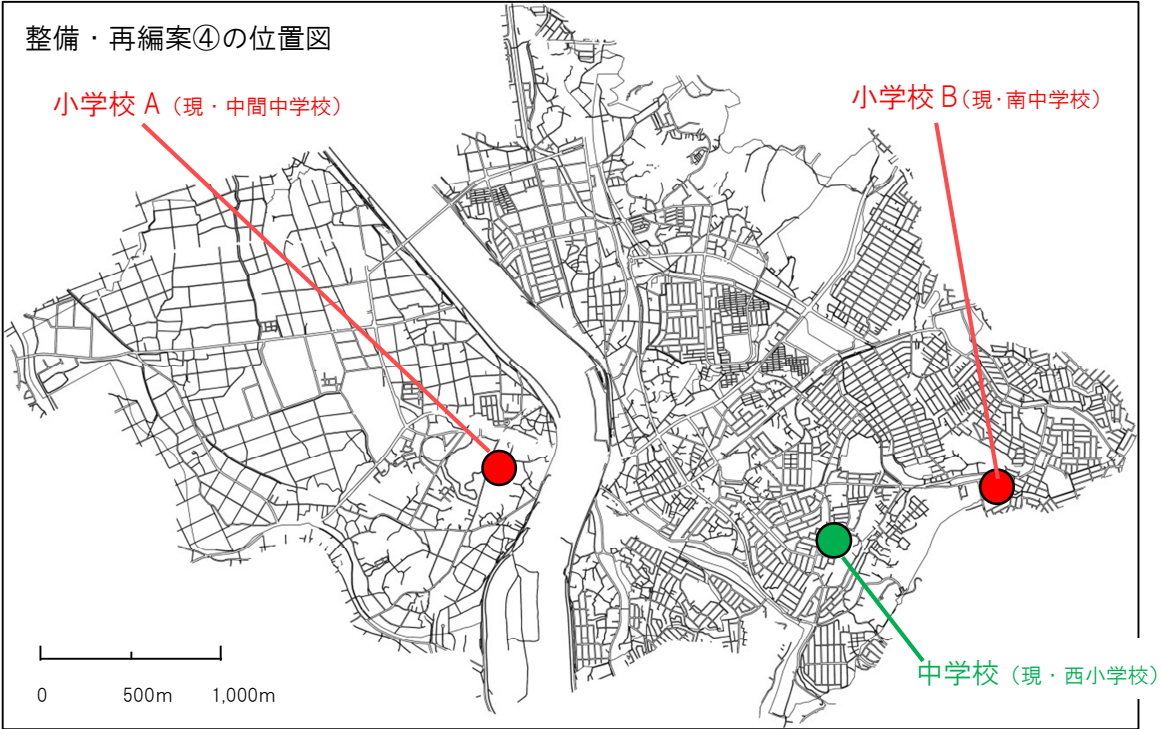 整備・再編案④の位置図
小学校 A（現・中間中学校）
小学校 B（現・南中学校）
中学校（現・西小学校）
0 500m 1,000m